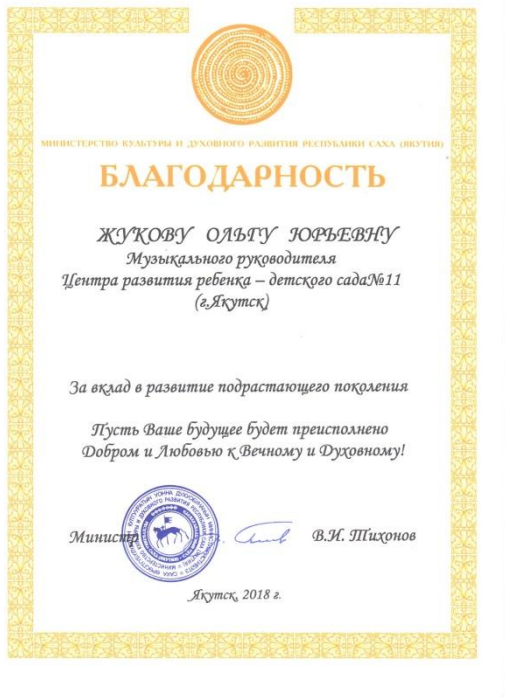 МИНИСТЕРСТВО КУЛЬТУРЫ И ДУХОВНОГО РАЗВИТИЯ РЕСПУБЛИКИ САХА (ЯКУТИЯ)
БЛАГОДАРНОСТЬ
ЖУКОВУ ОЛЬГУ ЮРЬЕВНУ
Музыкального руководителя
Центра развития ребенка – детского сада№11
(г.Якутск)
За вклад в развитие подрастающего поколения
Пусть Ваше будущее будет преисполнено
Добром и Любовью к Вечному и Духовному!
Министр В.И. Тихонов
Якутск, 2018 г.